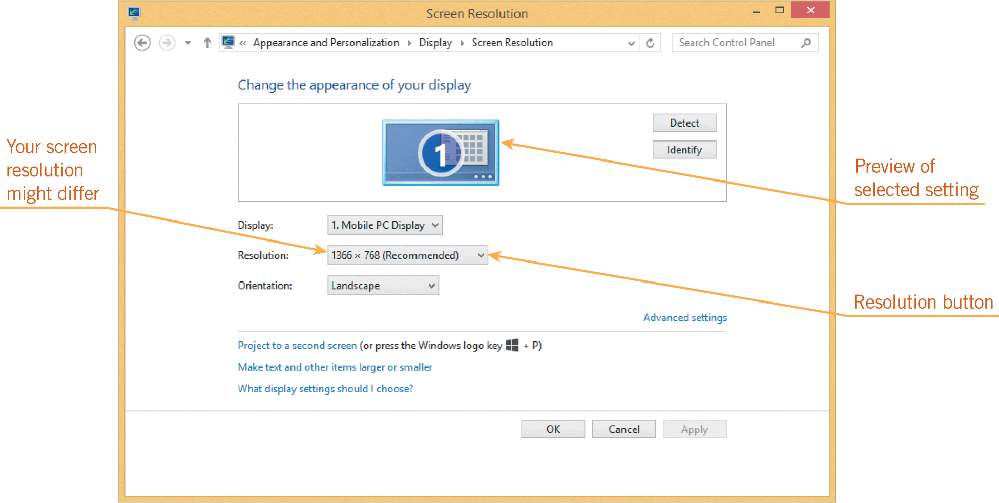 Screen Resolution
« Appearance and Personalization Display Screen Resolution
Search Control Panel
Change the appearance of your display
1
Detect
Identify
Your screen
resolution
might differ
Preview of
selected setting
Display: 1. Mobile PC Display
Resolution: 1366 × 768 (Recommended)
Orientation: Landscape
Resolution button
Advanced settings
Project to a second screen (or press the Windows logo key + P)
Make text and other items larger or smaller
What display settings should I choose?
OK Cancel Apply